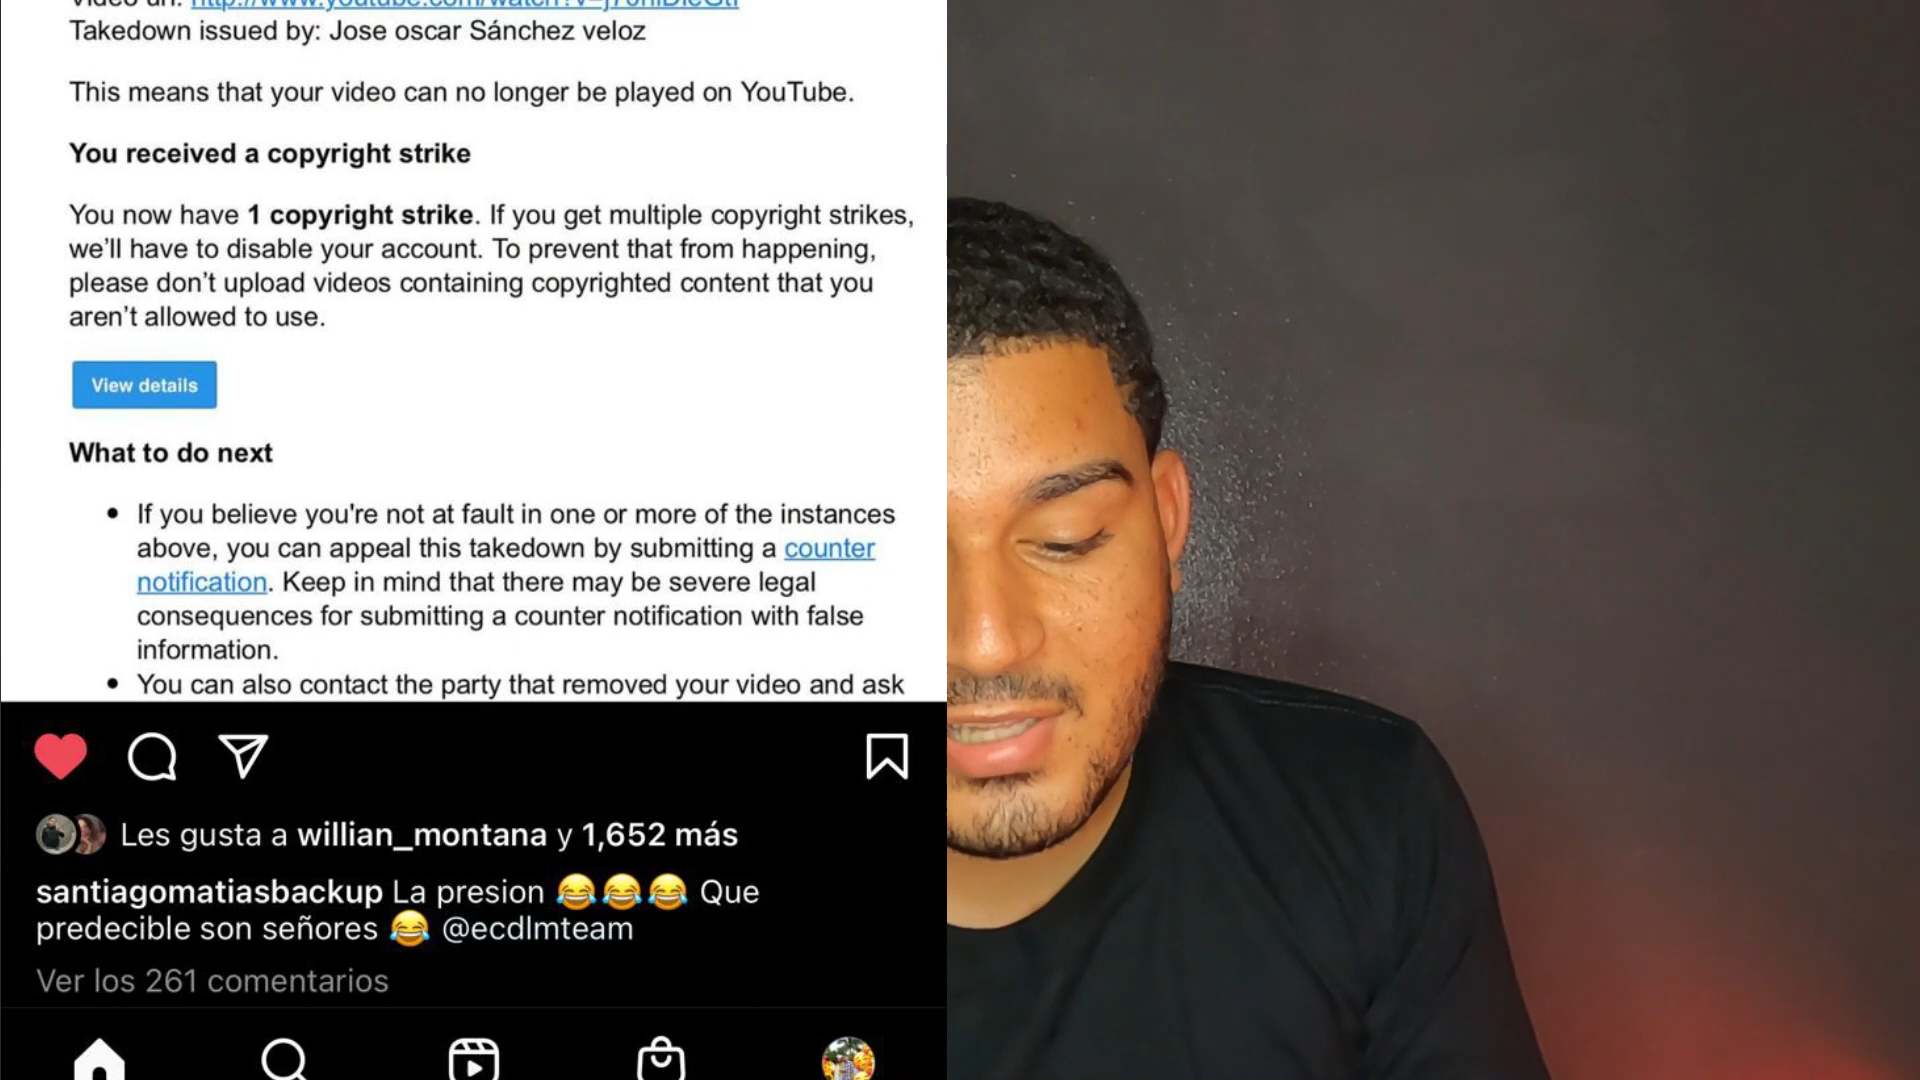 Video url: http://www.youtube.com/watch?v=
Takedown issued by: Jose oscar Sánchez veloz
This means that your video can no longer be played on YouTube.
You received a copyright strike
You now have 1 copyright strike. If you get multiple copyright strikes,
we'll have to disable your account. To prevent that from happening,
please don't upload videos containing copyrighted content that you
aren't allowed to use.
View details
What to do next
• If you believe you're not at fault in one or more of the instances
above, you can appeal this takedown by submitting a counter
notification. Keep in mind that there may be severe legal
consequences for submitting a counter notification with false
information.
• You can also contact the party that removed your video and ask
Les gusta a willian_montana y 1,652 más
santiagomatiasbackup La presion 😂😂😂 Que
predecible son señores 😂 @ecdlmteam
Ver los 261 comentarios